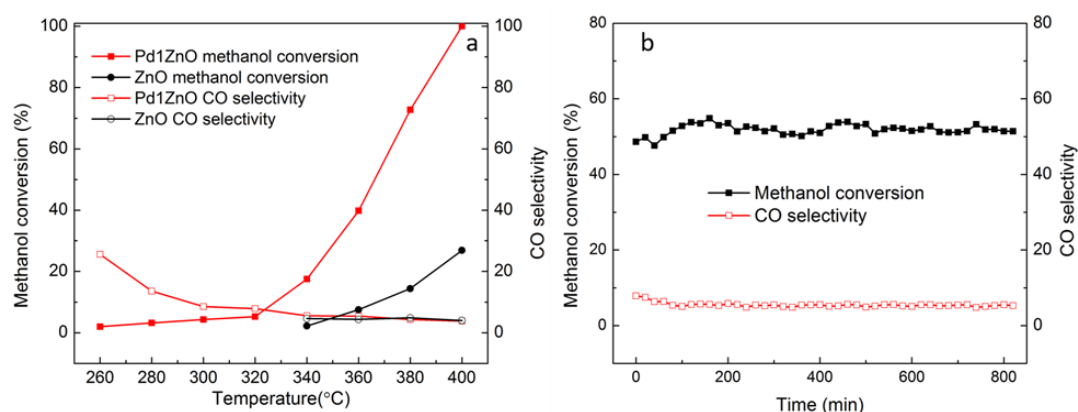 100
80
60
40
20
0
Methanol conversion (%)
Pd1ZnO methanol conversion
ZnO methanol conversion
Pd1ZnO CO selectivity
ZnO CO selectivity
a
100
80
60
40
20
0
CO selectivity
260 280 300 320 340 360 380 400
Temperature(°C)
80
60
40
20
0
Methanol conversion (%)
b
Methanol conversion
CO selectivity
80
60
40
20
0
CO selectivity
0 200 400 600 800
Time (min)